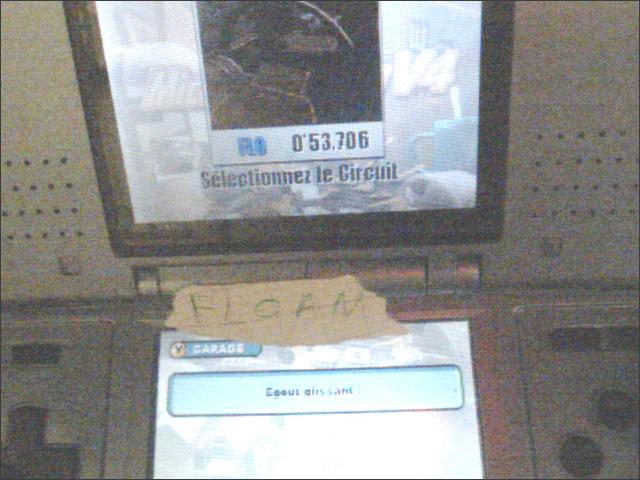 FLO 0'53,706
Sélectionnez le Circuit
FLOAN
GARAGE
Egout glissant :